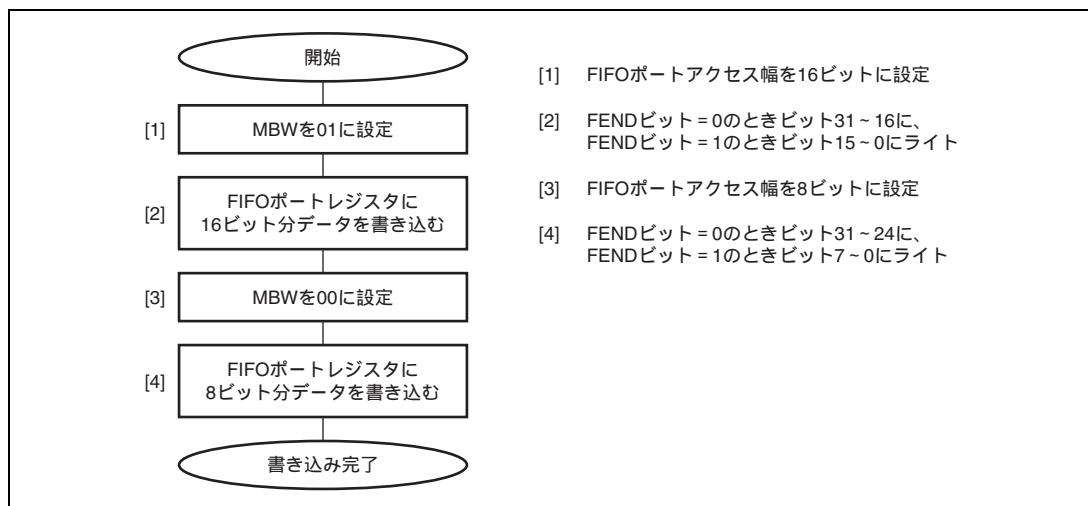 開始
[1] MBWを01に設定
[2] FIFOポートレジスタに
16ビット分データを書き込む
[3] MBWを00に設定
[4] FIFOポートレジスタに
8ビット分データを書き込む
書き込み完了
[1] FIFOポートアクセス幅を16ビットに設定
[2] FENDビット = 0のときビット31 ~ 16に、
FENDビット = 1のときビット15 ~ 0にライト
[3] FIFOポートアクセス幅を8ビットに設定
[4] FENDビット = 0のときビット31 ~ 24に、
FENDビット = 1のときビット7 ~ 0にライト